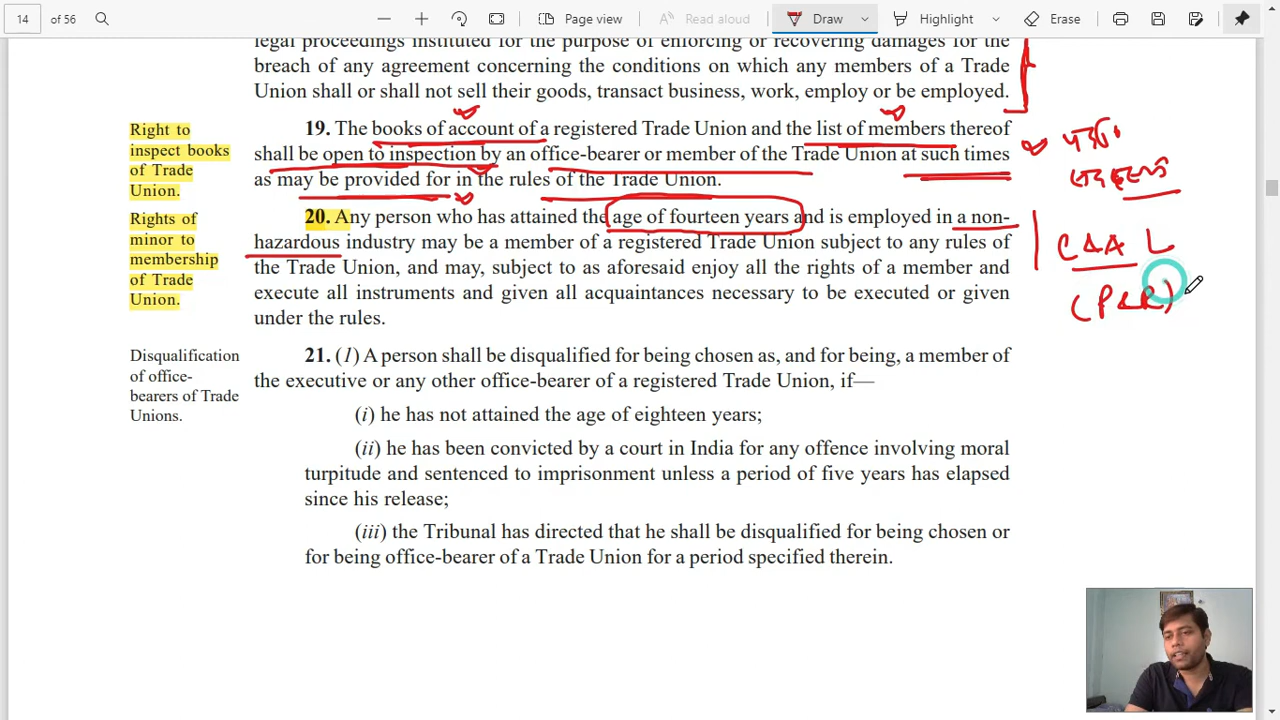 14 of 56 Page view Read aloud Draw Highlight Erase
legal proceedings instituted for the purpose of enforcing or recovering damages for the
breach of any agreement concerning the conditions on which any members of a Trade
Union shall or shall not sell their goods, transact business, work, employ or be employed.
Right to
inspect books
of Trade
Union.
19. The books of account of a registered Trade Union and the list of members thereof
shall be open to inspection by an office-bearer or member of the Trade Union at such times
as may be provided for in the rules of the Trade Union.
Rights of
minor to
membership
of Trade
Union.
20. Any person who has attained the age of fourteen years and is employed in a non-
hazardous industry may be a member of a registered Trade Union subject to any rules of
the Trade Union, and may, subject to as aforesaid enjoy all the rights of a member and
execute all instruments and given all acquaintances necessary to be executed or given
under the rules.
(P&R)
Disqualification
of office-
bearers of Trade
Unions.
21. (1) A person shall be disqualified for being chosen as, and for being, a member of
the executive or any other office-bearer of a registered Trade Union, if—
(i) he has not attained the age of eighteen years;
(ii) he has been convicted by a court in India for any offence involving moral
turpitude and sentenced to imprisonment unless a period of five years has elapsed
since his release;
(iii) the Tribunal has directed that he shall be disqualified for being chosen or
for being office-bearer of a Trade Union for a period specified therein.